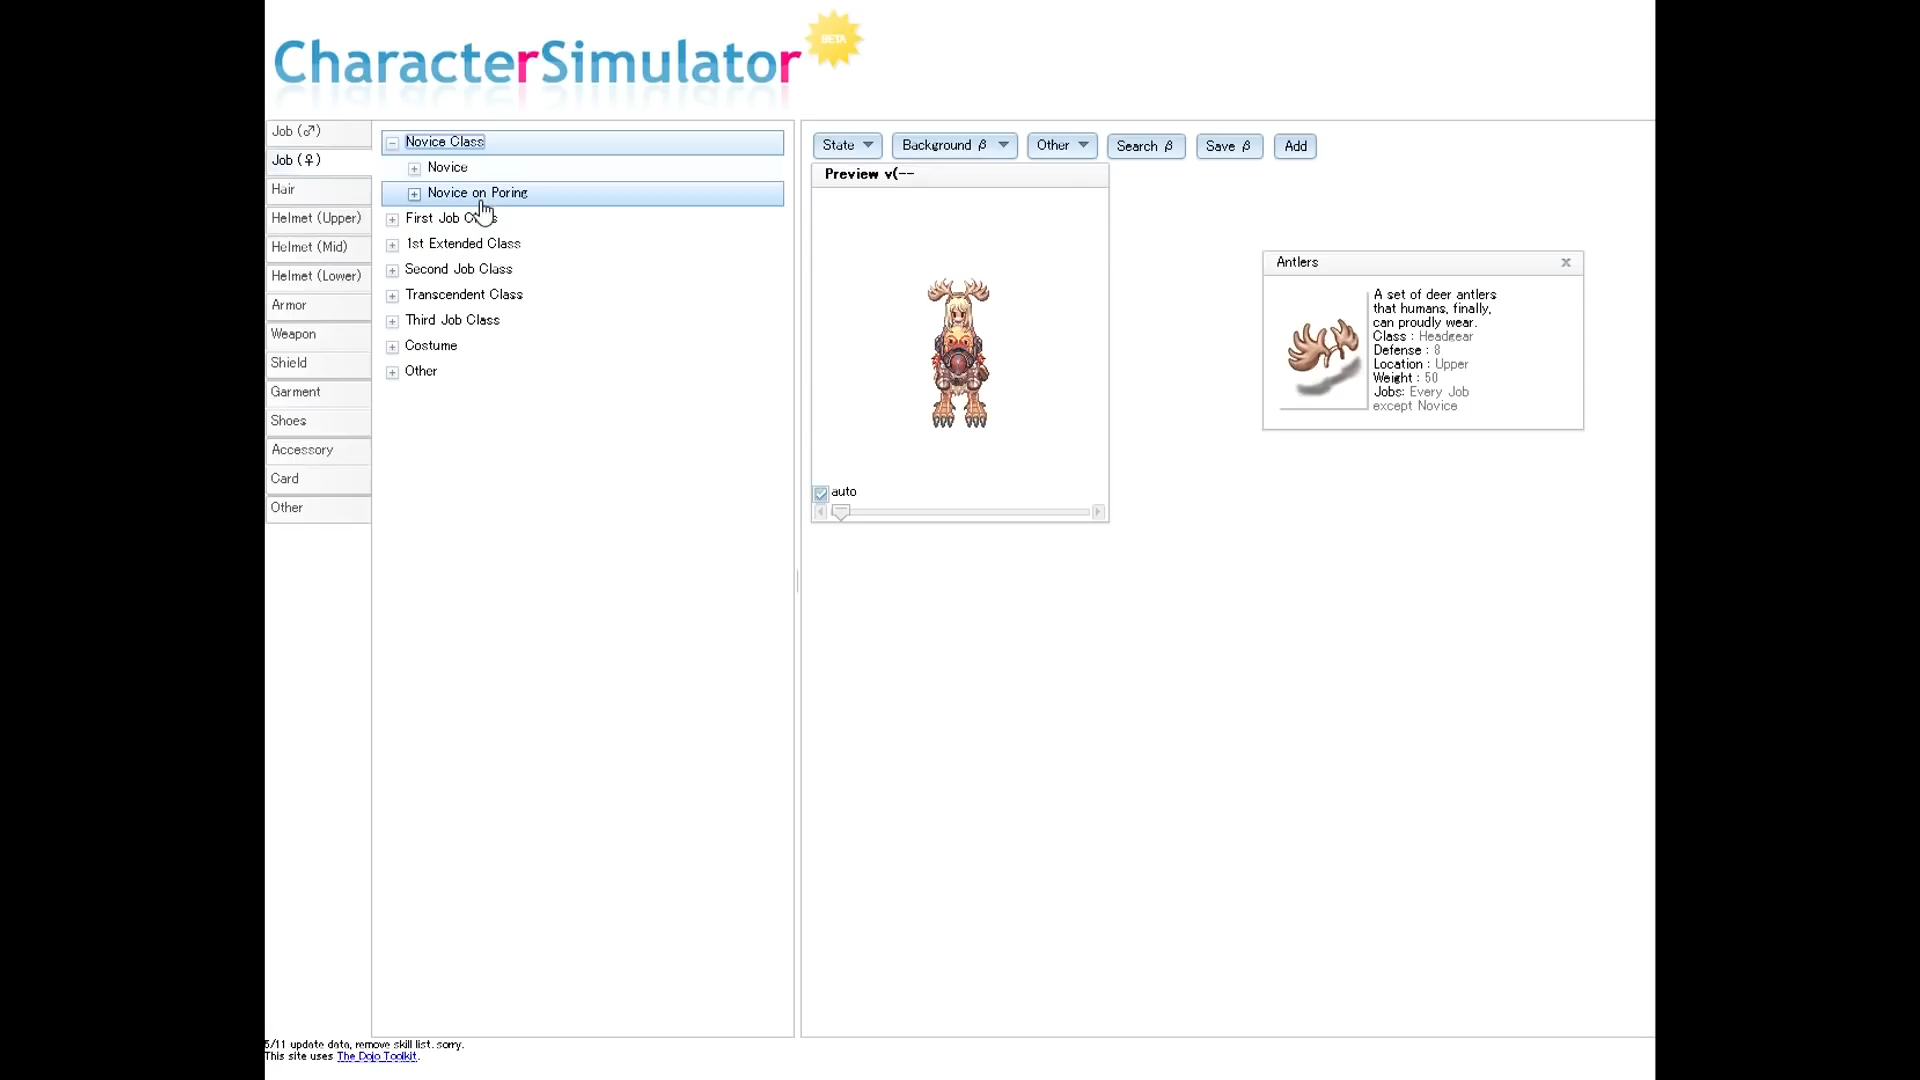 CharacterSimulator
BETA
Job (♂)
Job (♀)
Hair
Helmet (Upper)
Helmet (Mid)
Helmet (Lower)
Armor
Weapon
Shield
Garment
Shoes
Accessory
Card
Other
Novice Class
Novice
Novice on Poring
First Job
1st Extended Class
Second Job Class
Transcendent Class
Third Job Class
Costume
Other
State
Background β
Other
Search β
Save β
Add
Preview v(--
auto
Antlers
A set of deer antlers
that humans, finally,
can proudly wear.
Class : Headgear
Defense : 8
Location : Upper
Weight : 50
Jobs: Every Job
except Novice
5/11 update data, remove skill list. sorry.
This site uses The Dojo Toolkit.